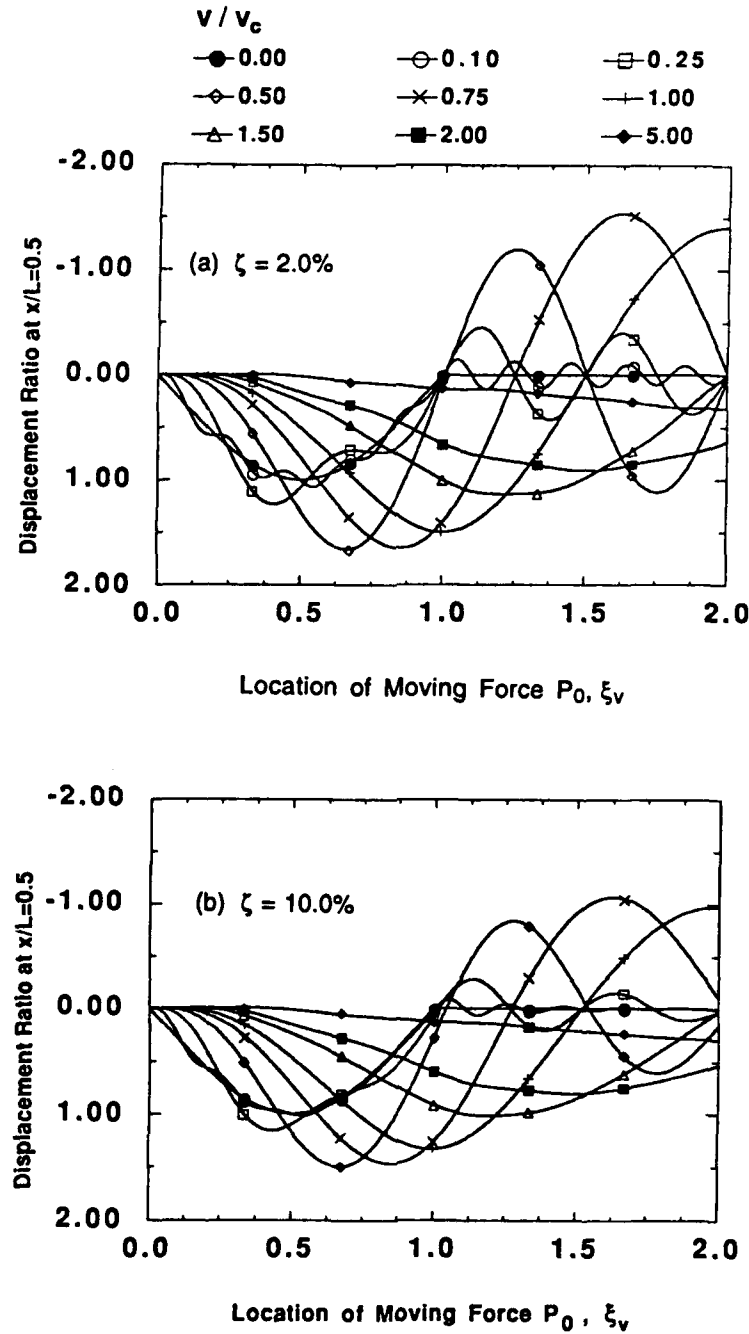 v / v_c
0.00 0.10 0.25
0.50 0.75 1.00
1.50 2.00 5.00
-2.00
-1.00
0.00
1.00
2.00
Displacement Ratio at x/L=0.5
(a) ζ = 2.0%
0.0 0.5 1.0 1.5 2.0
Location of Moving Force P₀, ξ_v
-2.00
-1.00
0.00
1.00
2.00
Displacement Ratio at x/L=0.5
(b) ζ = 10.0%
0.0 0.5 1.0 1.5 2.0
Location of Moving Force P₀ , ξ_v